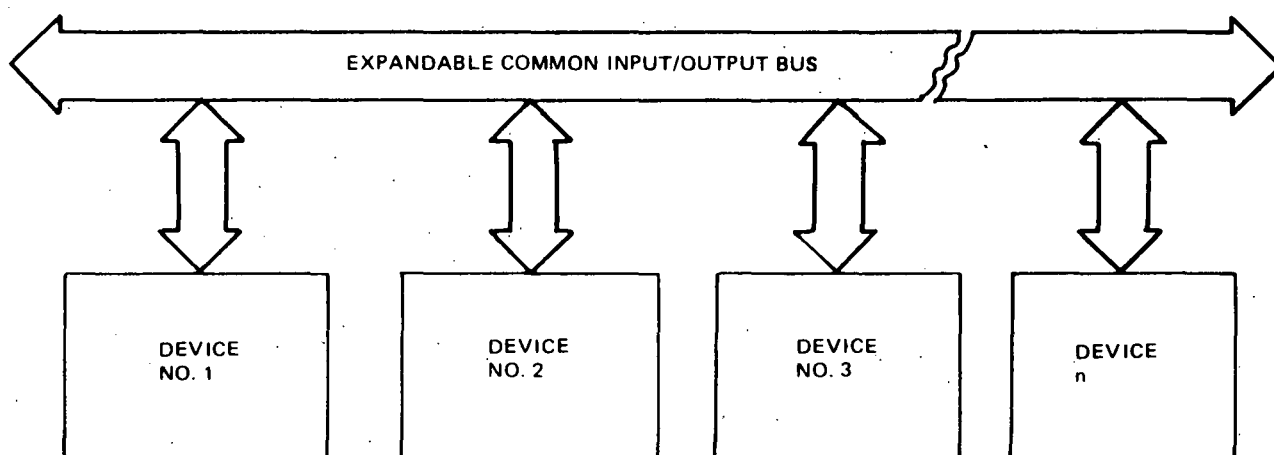 EXPANDABLE COMMON INPUT/OUTPUT BUS
DEVICE
NO. 1
DEVICE
NO. 2
DEVICE
NO. 3
DEVICE
n